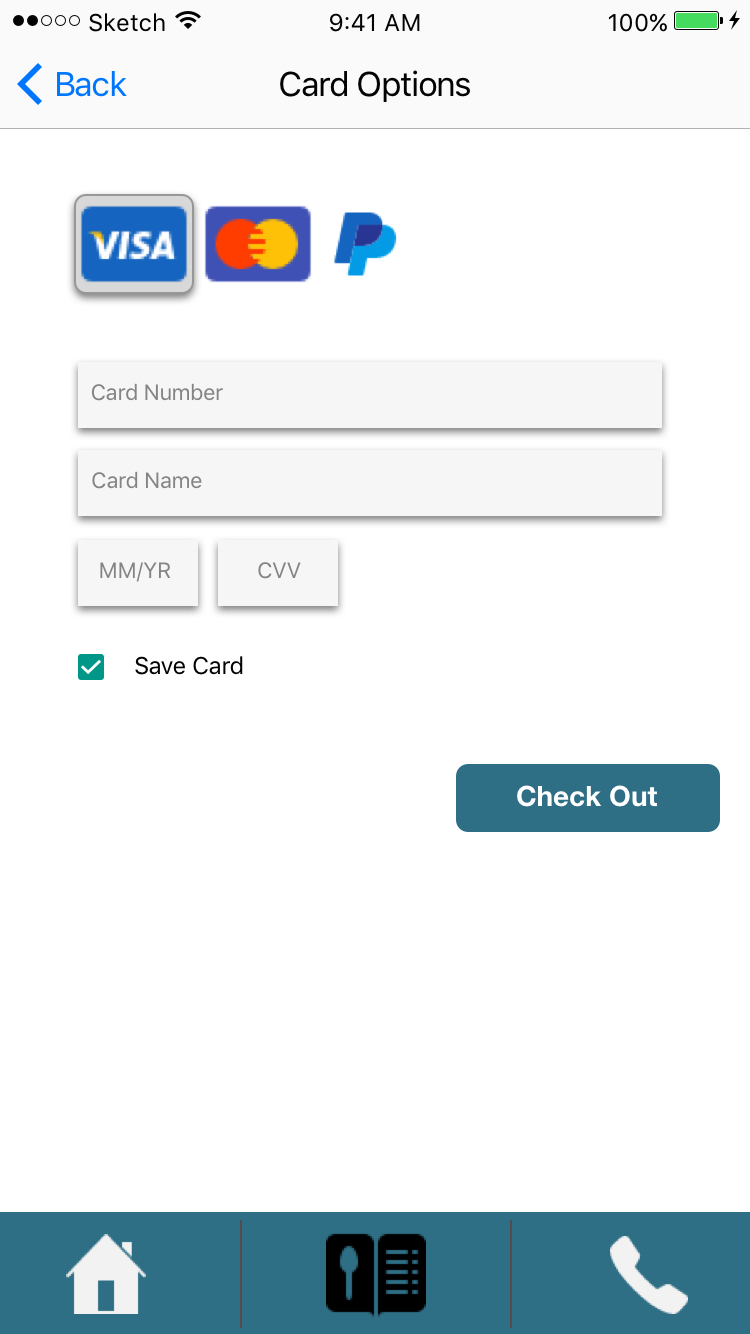 Sketch 9:41 AM 100%
Back Card Options
VISA
Card Number
Card Name
MM/YR CVV
Save Card
Check Out